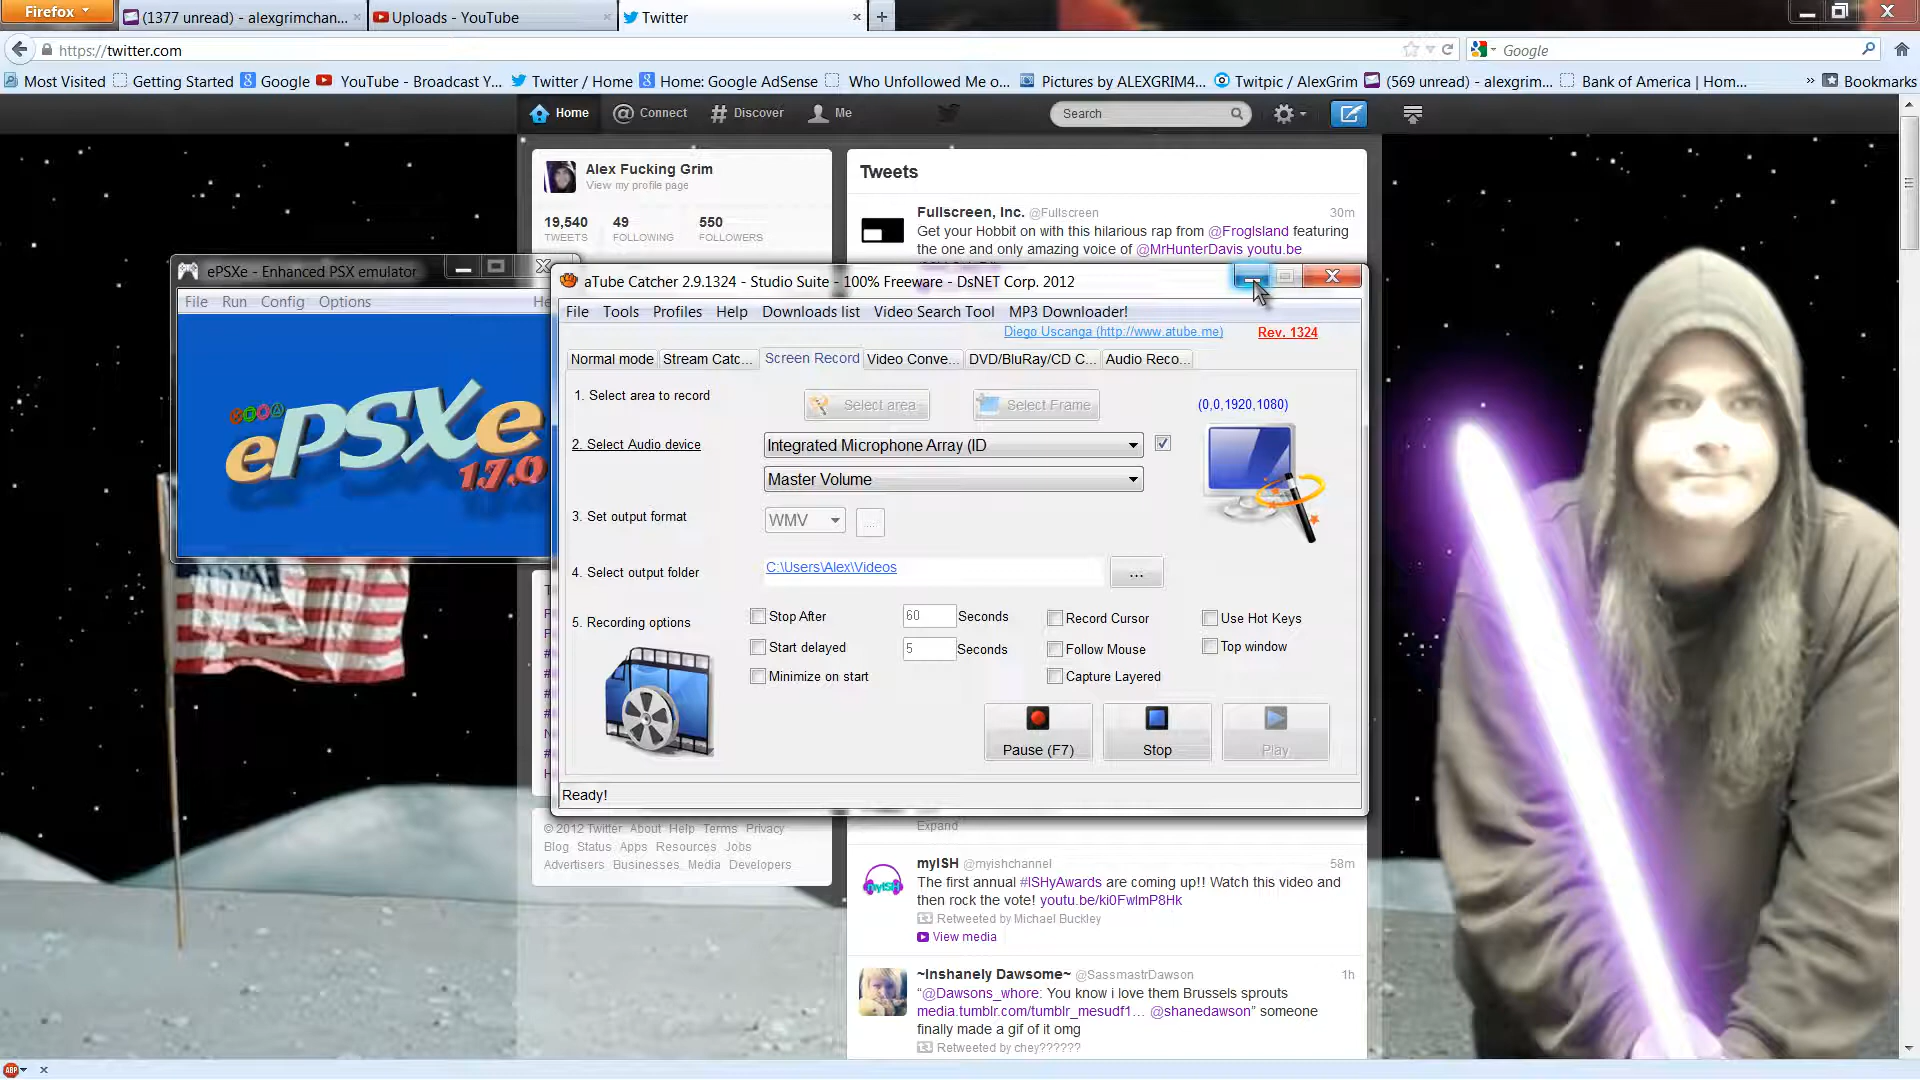 Firefox
(1377 unread) - alexgrimchan...
Uploads - YouTube
Twitter
https://twitter.com
Google
Most Visited
Getting Started
Google
YouTube - Broadcast Y...
Twitter / Home
Home: Google AdSense
Who Unfollowed Me o...
Pictures by ALEXGRIM4...
Twitpic / AlexGrim
(569 unread) - alexgrim...
Bank of America | Hom...
Bookmarks
Home
Connect
Discover
Me
Search
Alex Fucking Grim
View my profile page
19,540
49
550
TWEETS
FOLLOWING
FOLLOWERS
Tweets
Fullscreen, Inc. @Fullscreen
30m
Get your Hobbit on with this hilarious rap from @FrogIsland featuring
the one and only amazing voice of @MrHunterDavis youtu.be
ePSXe - Enhanced PSX emulator
File Run Config Options He
ePSXe
1.7.0
aTube Catcher 2.9.1324 - Studio Suite - 100% Freeware - DsNET Corp. 2012
File Tools Profiles Help Downloads list Video Search Tool MP3 Downloader!
Diego Uscanga (http://www.atube.me)
Rev. 1324
Normal mode
Stream Catc...
Screen Record
Video Conve...
DVD/BluRay/CD C...
Audio Reco...
1. Select area to record
Select area
Select Frame
(0,0,1920,1080)
2. Select Audio device
Integrated Microphone Array (ID
Master Volume
3. Set output format
WMV
...
4. Select output folder
C:\Users\Alex\Videos
...
5. Recording options
Stop After
60
Seconds
Record Cursor
Use Hot Keys
Start delayed
5
Seconds
Follow Mouse
Top window
Minimize on start
Capture Layered
Pause (F7)
Stop
Play
Ready!
© 2012 Twitter About Help Terms Privacy
Blog Status Apps Resources Jobs
Advertisers Businesses Media Developers
Expand
myISH @myishchannel
58m
The first annual #ISHyAwards are coming up!! Watch this video and
then rock the vote! youtu.be/ki0FwlmP8Hk
Retweeted by Michael Buckley
View media
~Inshanely Dawsome~ @SassmastrDawson
1h
“@Dawsons_whore: You know i love them Brussels sprouts
media.tumblr.com/tumblr_mesudf1... @shanedawson” someone
finally made a gif of it omg
Retweeted by chey??????
ABP